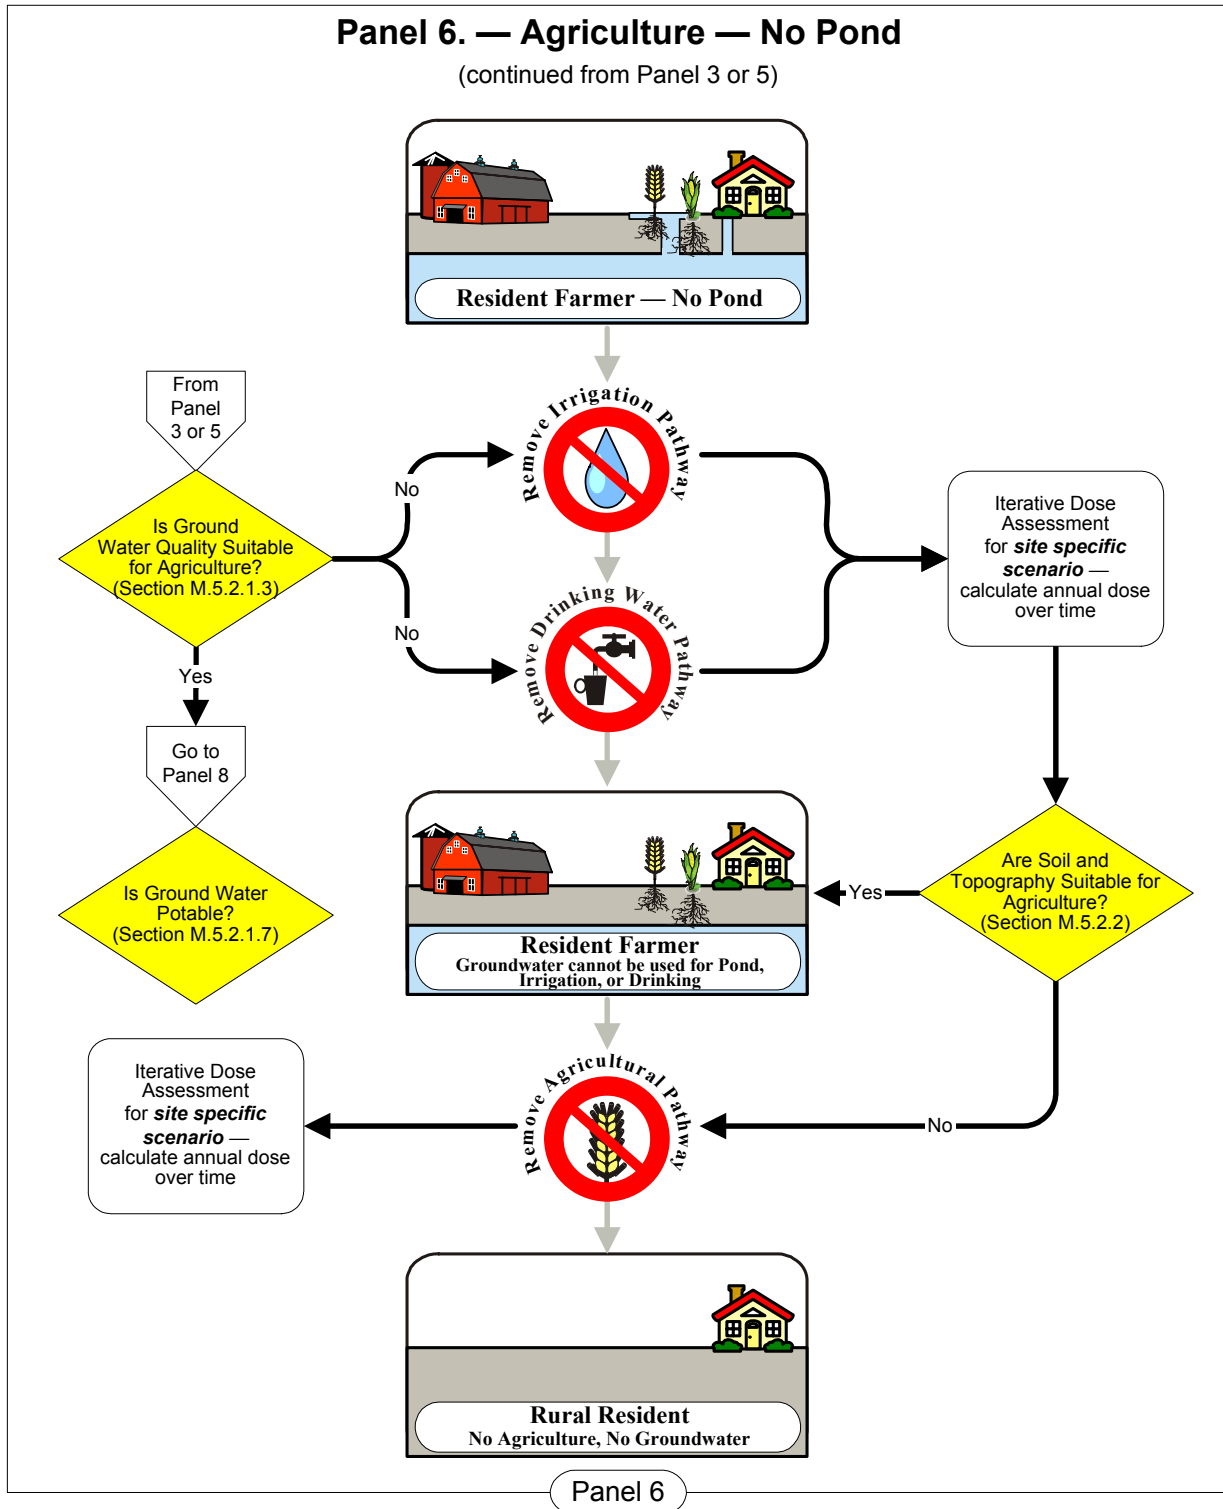 Panel 6. — Agriculture — No Pond
(continued from Panel 3 or 5)
Resident Farmer — No Pond
From
Panel
3 or 5
Remove Irrigation Pathway
No
Is Ground
Water Quality Suitable
for Agriculture?
(Section M.5.2.1.3)
Iterative Dose
Assessment
for site specific
scenario —
calculate annual dose
over time
No
Remove Drinking Water Pathway
Yes
Go to
Panel 8
Is Ground Water
Potable?
(Section M.5.2.1.7)
Are Soil and
Topography Suitable for
Agriculture?
(Section M.5.2.2)
Yes
Resident Farmer
Groundwater cannot be used for Pond,
Irrigation, or Drinking
Iterative Dose
Assessment
for site specific
scenario —
calculate annual dose
over time
Remove Agricultural Pathway
No
Rural Resident
No Agriculture, No Groundwater
Panel 6